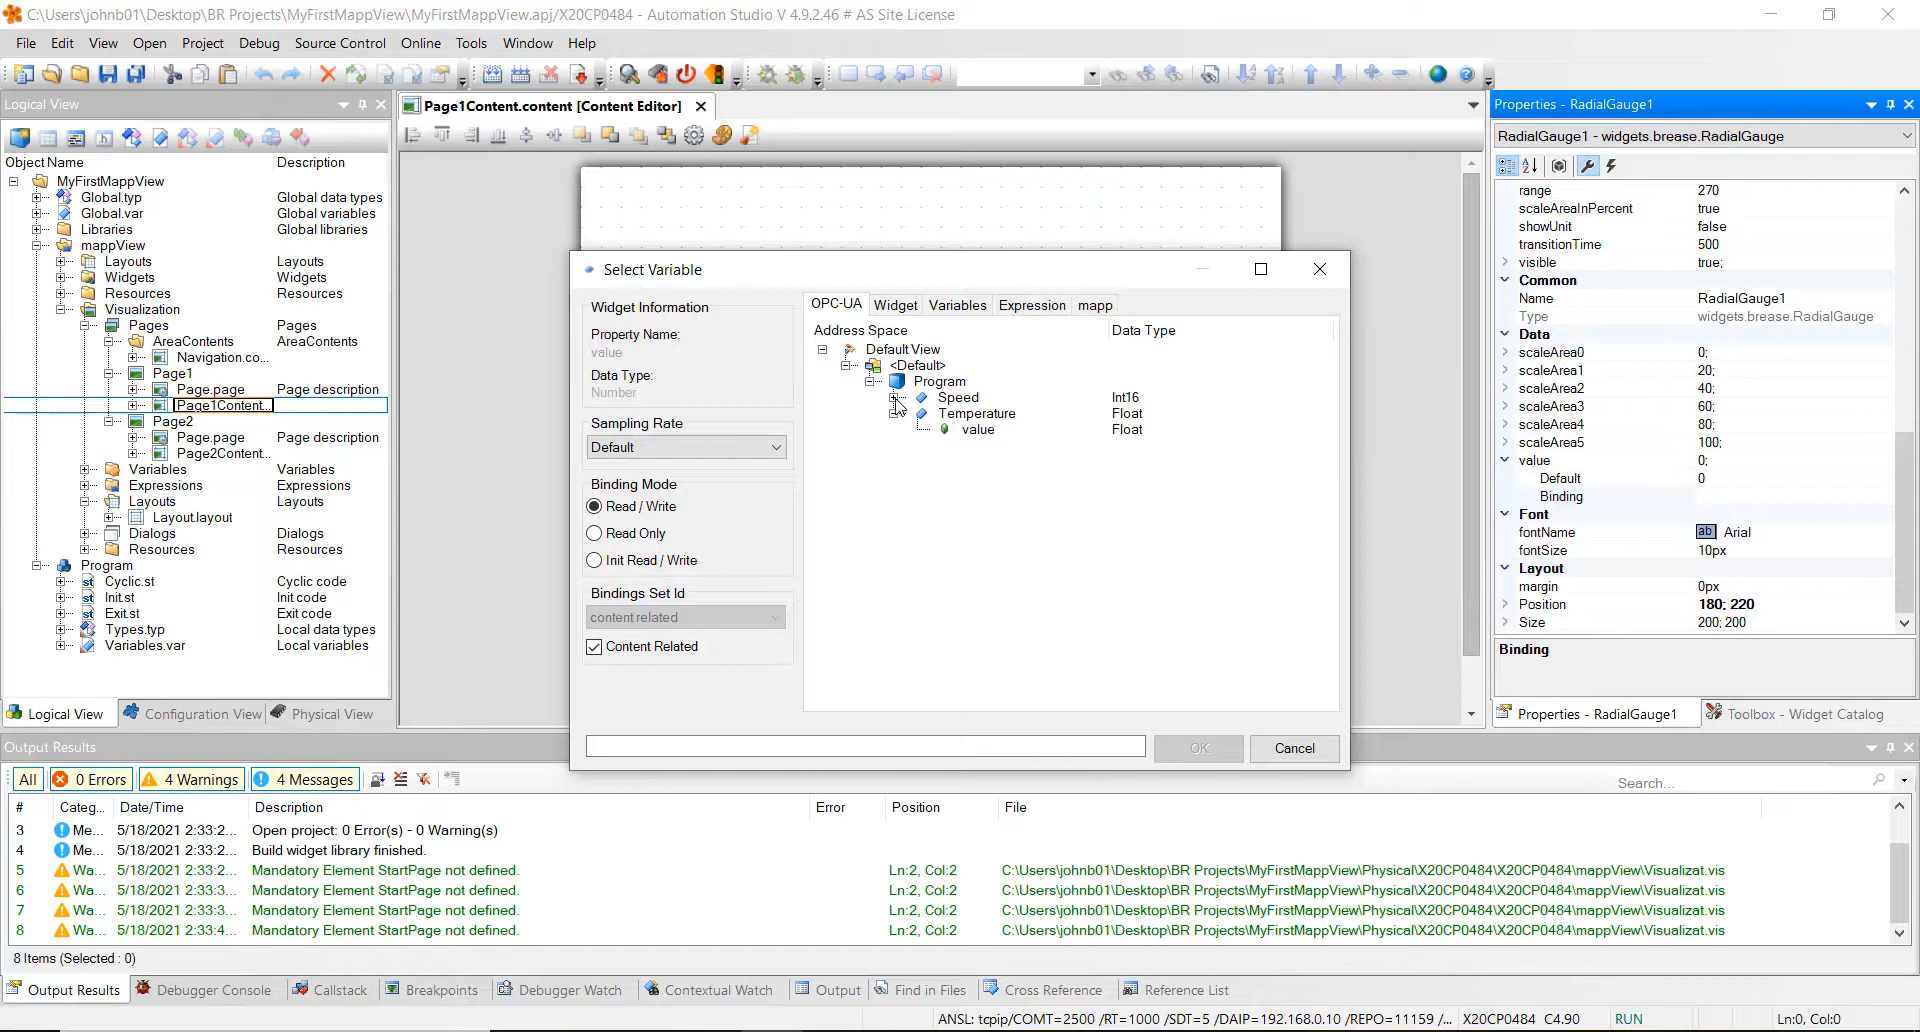 C:\Users\johnb01\Desktop\BR Projects\MyFirstMappView\MyFirstMappView.apj/X20CP0484 - Automation Studio V 4.9.2.46 # AS Site License
File Edit View Open Project Debug Source Control Online Tools Window Help
Logical View
Object Name Description
MyFirstMappView
Global.typ Global data types
Global.var Global variables
Libraries Global libraries
mappView
Layouts Layouts
Widgets Widgets
Resources Resources
Visualization
Pages Pages
AreaContents AreaContents
Navigation.co...
Page1
Page.page Page description
Page1Content...
Page2
Page.page Page description
Page2Content...
Variables Variables
Expressions Expressions
Layouts Layouts
Layout.layout
Dialogs Dialogs
Resources Resources
Program
Cyclic.st Cyclic code
Init.st Init code
Exit.st Exit code
Types.typ Local data types
Variables.var Local variables
Logical View Configuration View Physical View
Page1Content.content [Content Editor]
Select Variable
Widget Information
Property Name:
value
Data Type:
Number
Sampling Rate
Default
Binding Mode
Read / Write
Read Only
Init Read / Write
Bindings Set Id
content related
Content Related
OPC-UA Widget Variables Expression mapp
Address Space Data Type
Default View
<Default>
Program
Speed Int16
Temperature Float
value Float
OK Cancel
Properties - RadialGauge1
RadialGauge1 - widgets.brease.RadialGauge
range 270
scaleAreaInPercent true
showUnit false
transitionTime 500
visible true;
Common
Name RadialGauge1
Type widgets.brease.RadialGauge
Data
scaleArea0 0;
scaleArea1 20;
scaleArea2 40;
scaleArea3 60;
scaleArea4 80;
scaleArea5 100;
value 0;
Default 0
Binding
Font
fontName ab Arial
fontSize 10px
Layout
margin 0px
Position 180; 220
Size 200; 200
Binding
Properties - RadialGauge1 Toolbox - Widget Catalog
Output Results
All 0 Errors 4 Warnings 4 Messages Search...
# Categ... Date/Time Description Error Position File
3 Me... 5/18/2021 2:33:2... Open project: 0 Error(s) - 0 Warning(s)
4 Me... 5/18/2021 2:33:2... Build widget library finished.
5 Wa... 5/18/2021 2:33:2... Mandatory Element StartPage not defined. Ln:2, Col:2 C:\Users\johnb01\Desktop\BR Projects\MyFirstMappView\Physical\X20CP0484\X20CP0484\mappView\Visualizat.vis
6 Wa... 5/18/2021 2:33:3... Mandatory Element StartPage not defined. Ln:2, Col:2 C:\Users\johnb01\Desktop\BR Projects\MyFirstMappView\Physical\X20CP0484\X20CP0484\mappView\Visualizat.vis
7 Wa... 5/18/2021 2:33:3... Mandatory Element StartPage not defined. Ln:2, Col:2 C:\Users\johnb01\Desktop\BR Projects\MyFirstMappView\Physical\X20CP0484\X20CP0484\mappView\Visualizat.vis
8 Wa... 5/18/2021 2:33:4... Mandatory Element StartPage not defined. Ln:2, Col:2 C:\Users\johnb01\Desktop\BR Projects\MyFirstMappView\Physical\X20CP0484\X20CP0484\mappView\Visualizat.vis
8 Items (Selected : 0)
Output Results Debugger Console Callstack Breakpoints Debugger Watch Contextual Watch Output Find in Files Cross Reference Reference List
ANSL: tcpip/COMT=2500 /RT=1000 /SDT=5 /DAIP=192.168.0.10 /REPO=11159 /... X20CP0484 C4.90 RUN Ln:0, Col:0